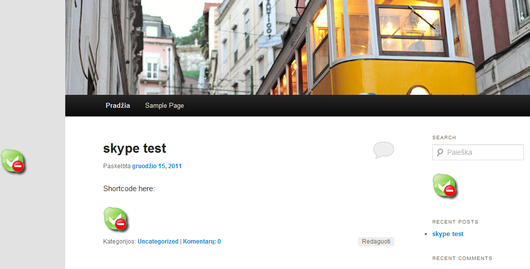 Pradžia
Sample Page
skype test
Paskelbta gruodžio 15, 2011
Shortcode here:
Kategorijos: Uncategorized | Komentarų: 0
Redaguoti
SEARCH
Paieška
RECENT POSTS
skype test
RECENT COMMENTS